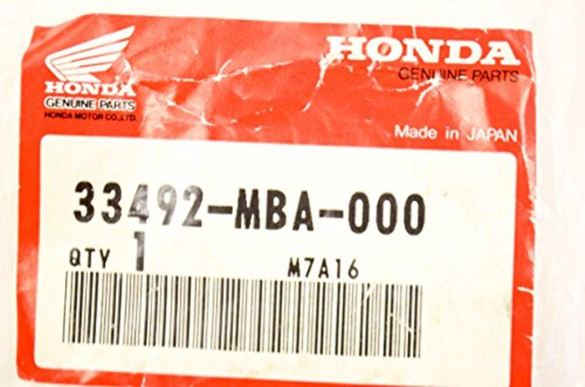 HONDA
GENUINE PARTS
HONDA MOTOR CO.,LTD.
HONDA
GENUINE PARTS
Made in JAPAN
33492-MBA-000
QTY 1 M7A16